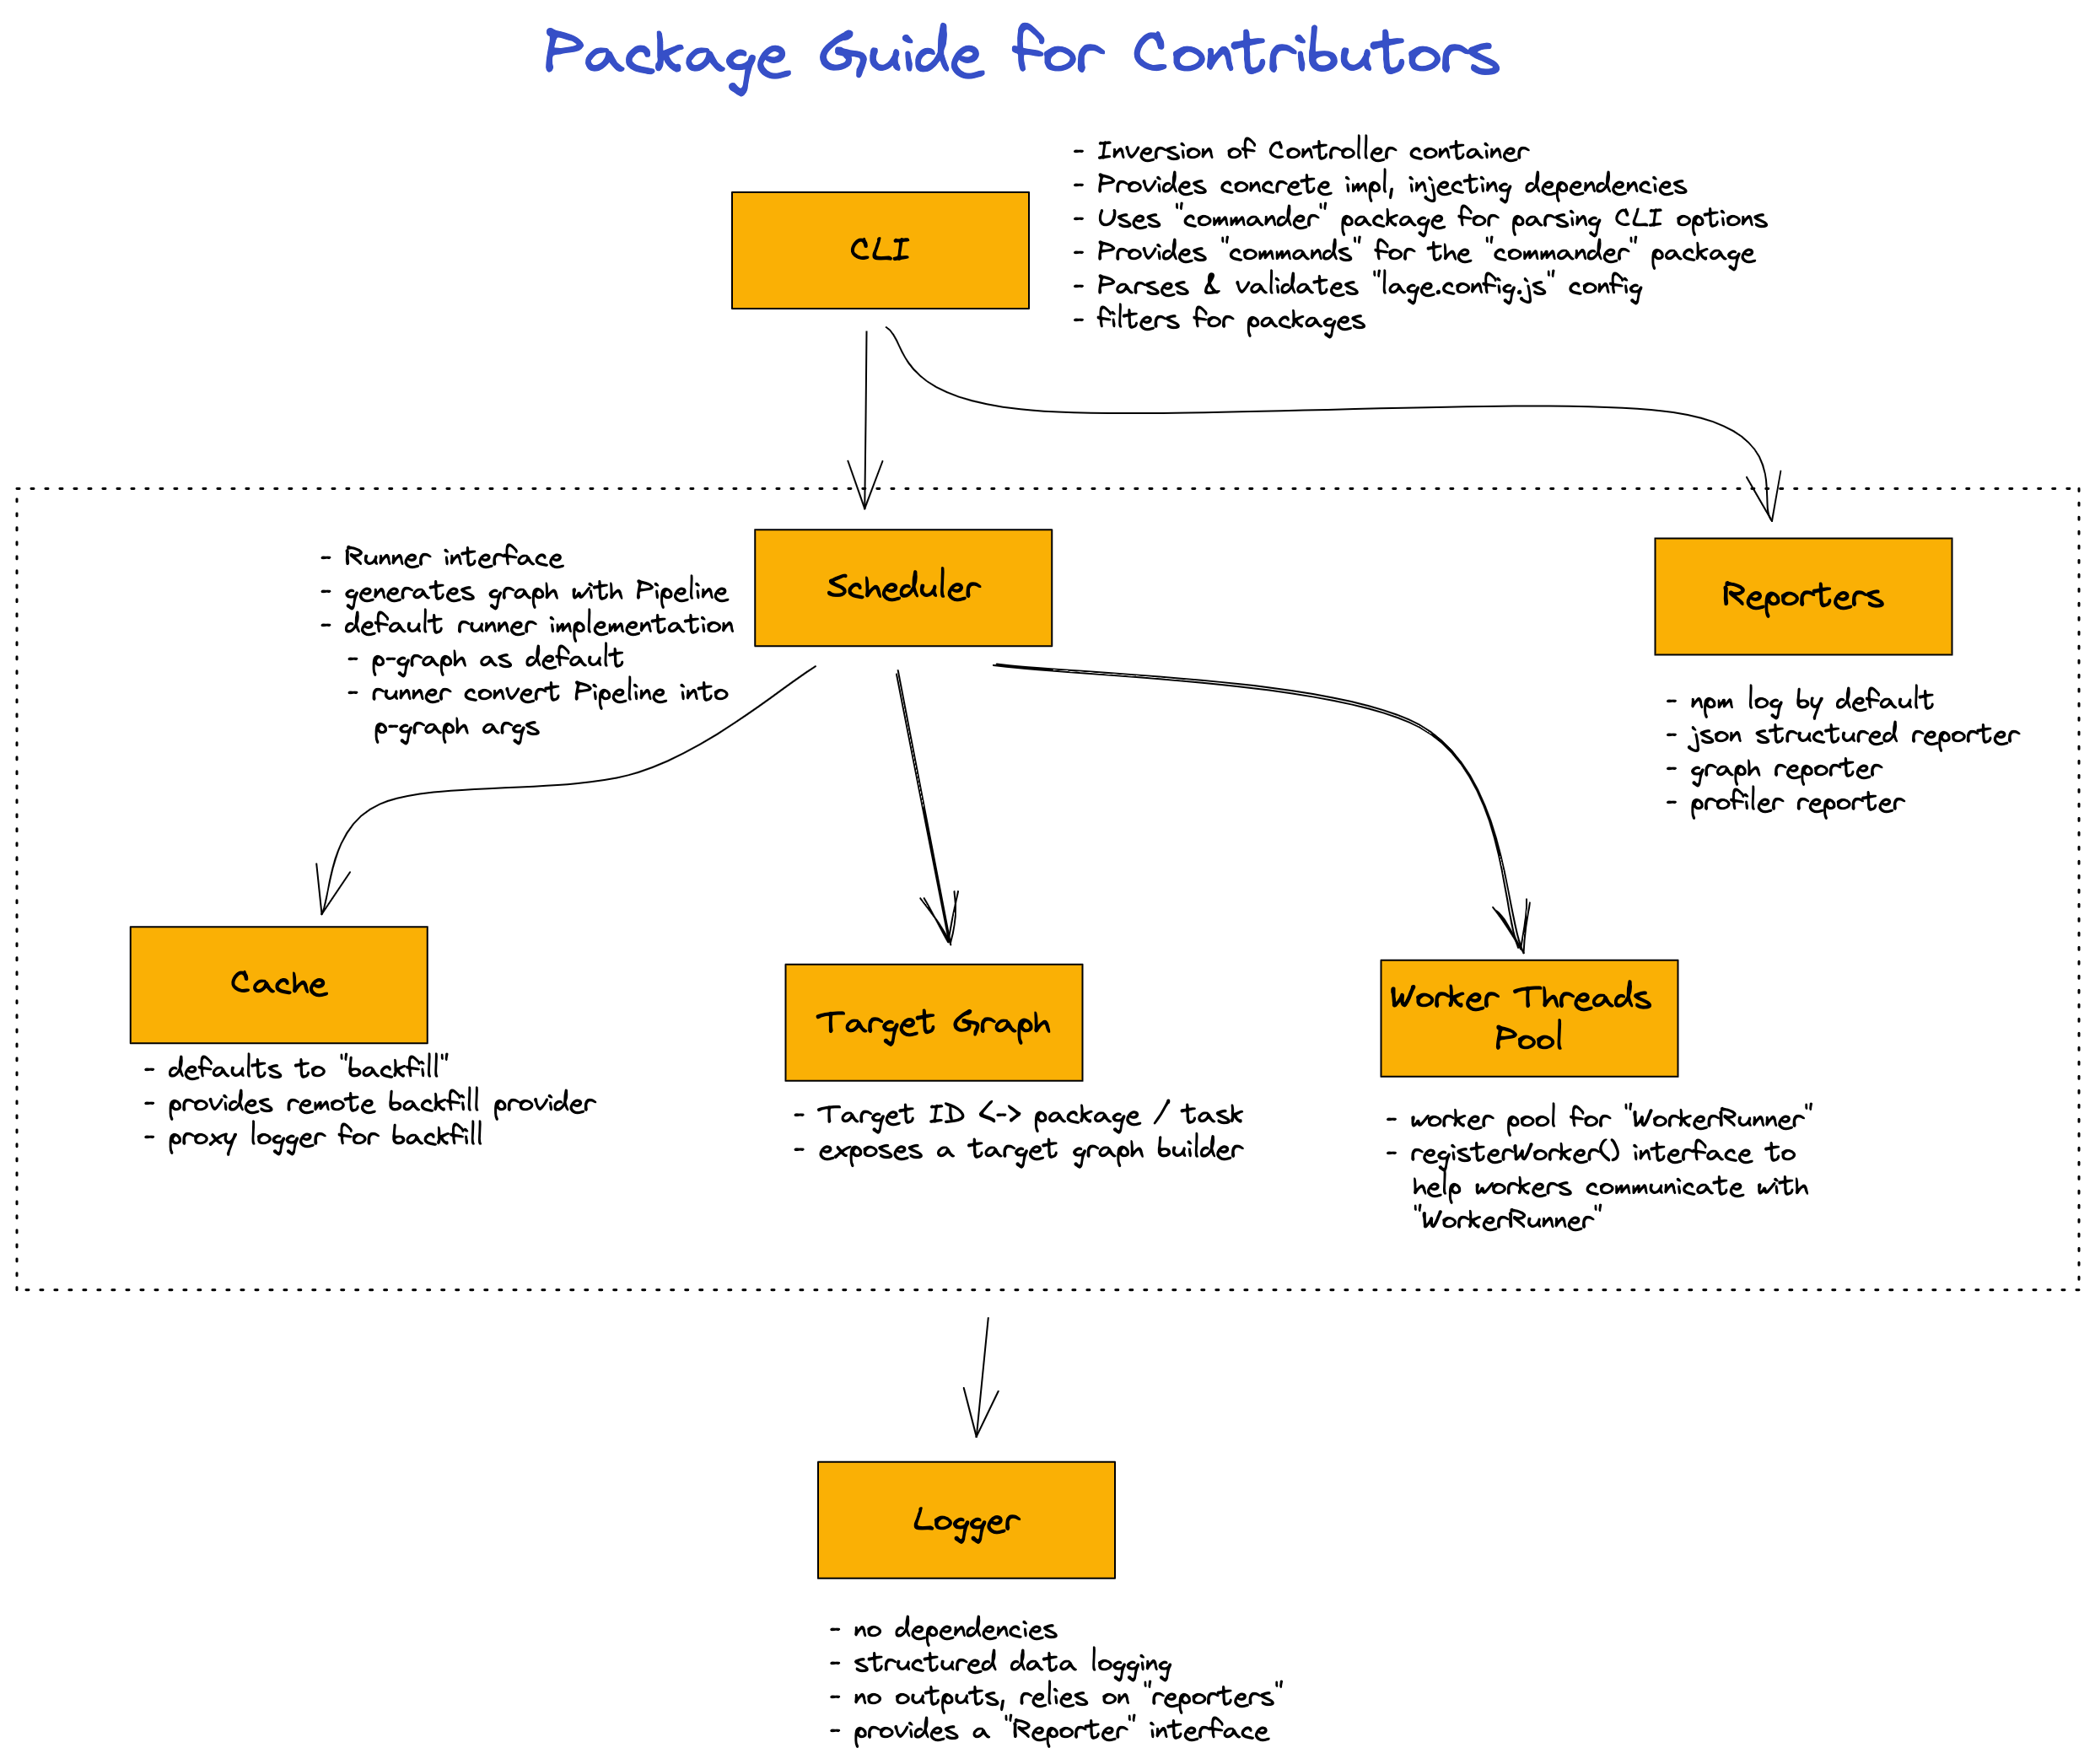 Package Guide for Contributors
CLI
- Inversion of Controller container
- Provides concrete impl, injecting dependencies
- Uses "commander" package for parsing CLI options
- Provides "commands" for the "commander" package
- Parses & validates "lage.config.js" config
- filters for packages
Scheduler
- Runner interface
- generates graph with Pipeline
- default runner implementation
- p-graph as default
- runner convert Pipeline into
p-graph args
Reporters
- npm log by default
- json structured reporter
- graph reporter
- profiler reporter
Cache
- defaults to "backfill"
- provides remote backfill provider
- proxy logger for backfill
Target Graph
- Target ID <-> package / task
- exposes a target graph builder
Worker Threads
Pool
- worker pool for "WorkerRunner"
- registerWorker() interface to
help workers communicate with
"WorkerRunner"
Logger
- no dependencies
- structured data logging
- no outputs, relies on "reporters"
- provides a "Reporter" interface